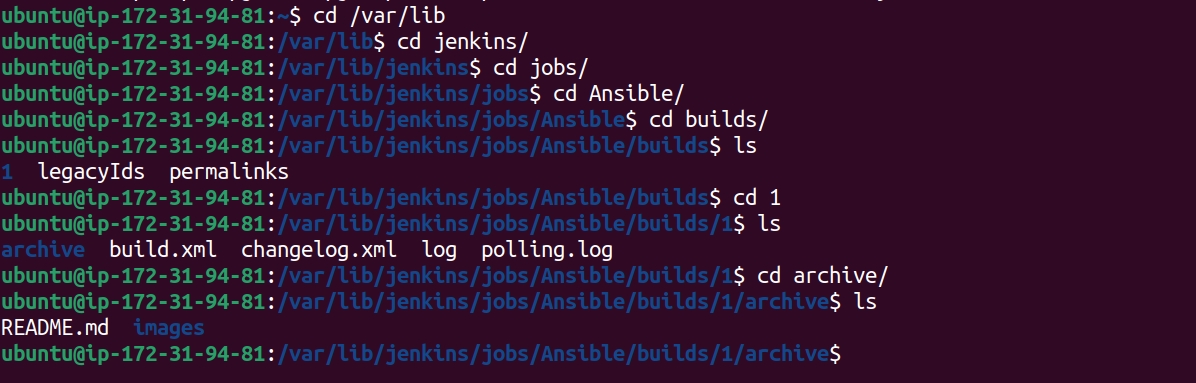 ubuntu@ip-172-31-94-81:~$ cd /var/lib
ubuntu@ip-172-31-94-81:/var/lib$ cd jenkins/
ubuntu@ip-172-31-94-81:/var/lib/jenkins$ cd jobs/
ubuntu@ip-172-31-94-81:/var/lib/jenkins/jobs$ cd Ansible/
ubuntu@ip-172-31-94-81:/var/lib/jenkins/jobs/Ansible$ cd builds/
ubuntu@ip-172-31-94-81:/var/lib/jenkins/jobs/Ansible/builds$ ls
1  legacyIds  permalinks
ubuntu@ip-172-31-94-81:/var/lib/jenkins/jobs/Ansible/builds$ cd 1
ubuntu@ip-172-31-94-81:/var/lib/jenkins/jobs/Ansible/builds/1$ ls
archive  build.xml  changelog.xml  log  polling.log
ubuntu@ip-172-31-94-81:/var/lib/jenkins/jobs/Ansible/builds/1$ cd archive/
ubuntu@ip-172-31-94-81:/var/lib/jenkins/jobs/Ansible/builds/1/archive$ ls
README.md  images
ubuntu@ip-172-31-94-81:/var/lib/jenkins/jobs/Ansible/builds/1/archive$